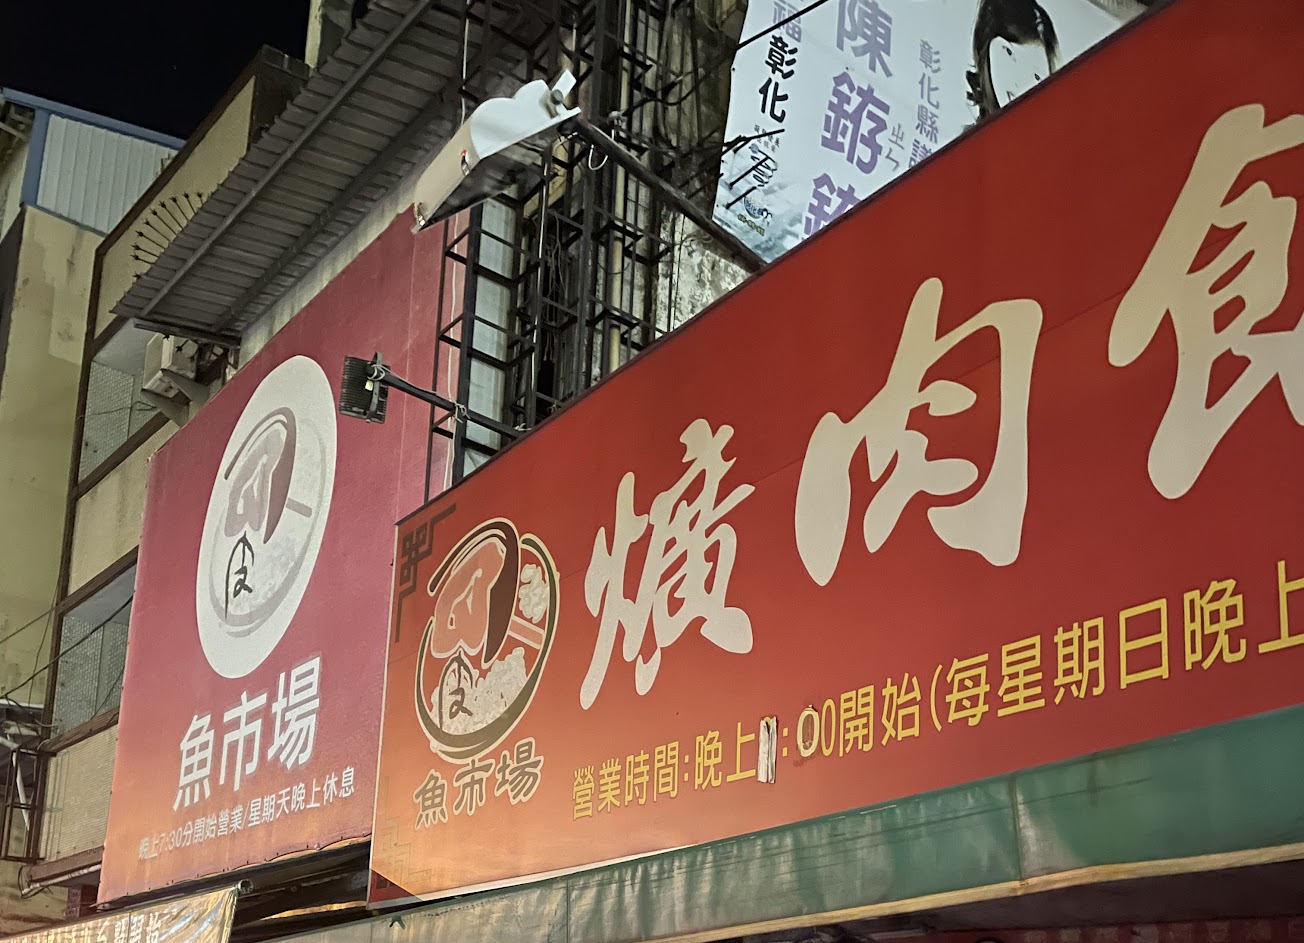 福彰化
陳銌
彰化縣議
爌肉飯
營業時間:晚上 :00開始(每星期日晚上
魚市場
魚市場
晚上7:30分開始營業/星期天晚上休息